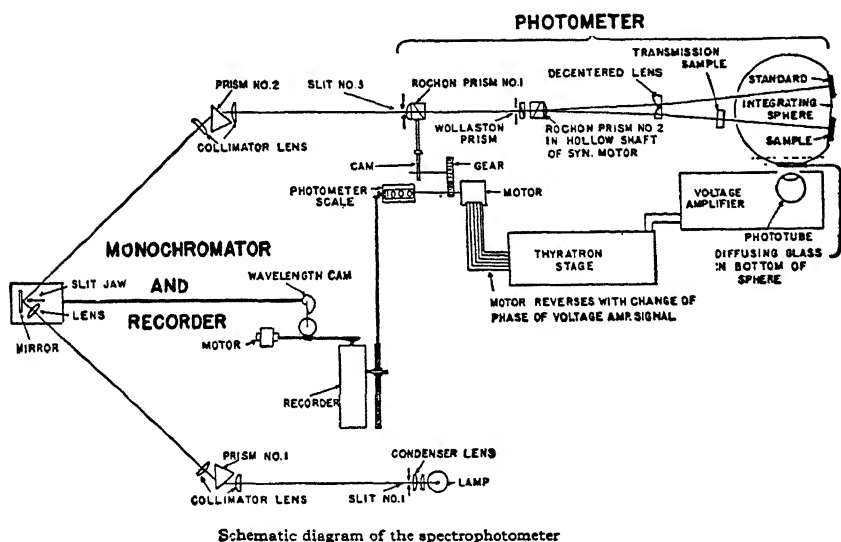 PHOTOMETER
TRANSMISSION
SAMPLE
DECENTERED LENS
STANDARD
INTEGRATING
SPHERE
SAMPLE
PRISM NO.2
SLIT NO.3
ROCHON PRISM NO.1
COLLIMATOR LENS
WOLLASTON
PRISM
ROCHON PRISM NO 2
IN HOLLOW SHAFT
OF SYN. MOTOR
CAM
GEAR
PHOTOMETER
SCALE
MOTOR
VOLTAGE
AMPLIFIER
PHOTOTUBE
THYRATRON
STAGE
DIFFUSING GLASS
IN BOTTOM OF
SPHERE
MOTOR REVERSES WITH CHANGE OF
PHASE OF VOLTAGE AMP. SIGNAL
MONOCHROMATOR
AND
RECORDER
SLIT JAW
LENS
MIRROR
WAVELENGTH CAM
MOTOR
RECORDER
PRISM NO.1
COLLIMATOR LENS
CONDENSER LENS
SLIT NO.1
LAMP
Schematic diagram of the spectrophotometer